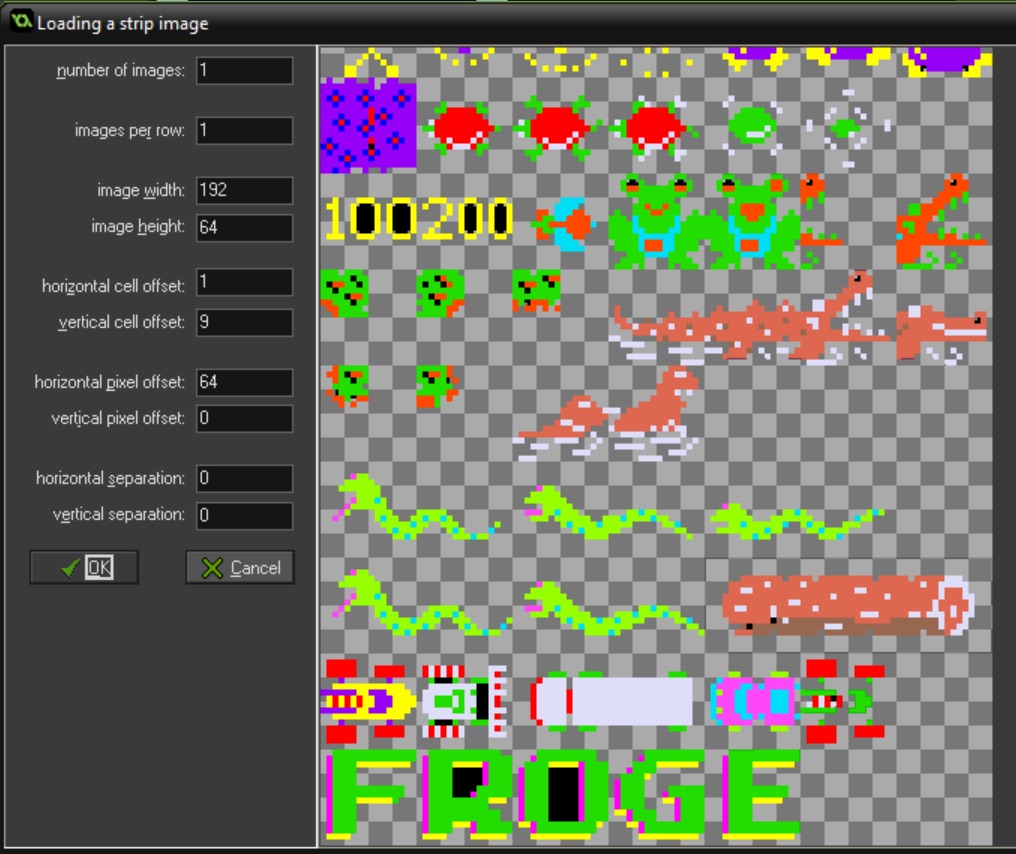 Loading a strip image
number of images: 1
images per row: 1
image width: 192
image height: 64
horizontal cell offset: 1
vertical cell offset: 9
horizontal pixel offset: 64
vertical pixel offset: 0
horizontal separation: 0
vertical separation: 0
OK Cancel
100200
FROGE